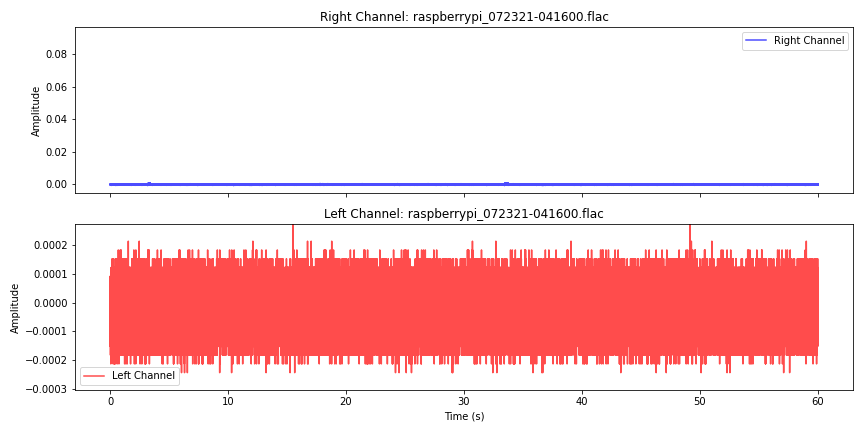 Right Channel: raspberrypi_072321-041600.flac
Right Channel
0.08
0.06
0.04
0.02
0.00
Amplitude
Left Channel: raspberrypi_072321-041600.flac
0.0002
0.0001
0.0000
−0.0001
−0.0002
−0.0003
Amplitude
Left Channel
0 10 20 30 40 50 60
Time (s)